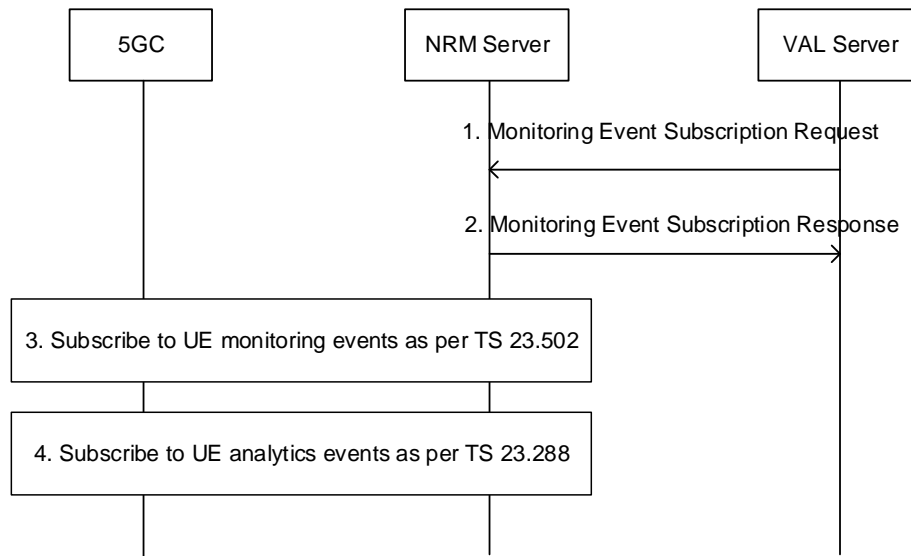 5GC
NRM Server
VAL Server
1. Monitoring Event Subscription Request
2. Monitoring Event Subscription Response
3. Subscribe to UE monitoring events as per TS 23.502
4. Subscribe to UE analytics events as per TS 23.288